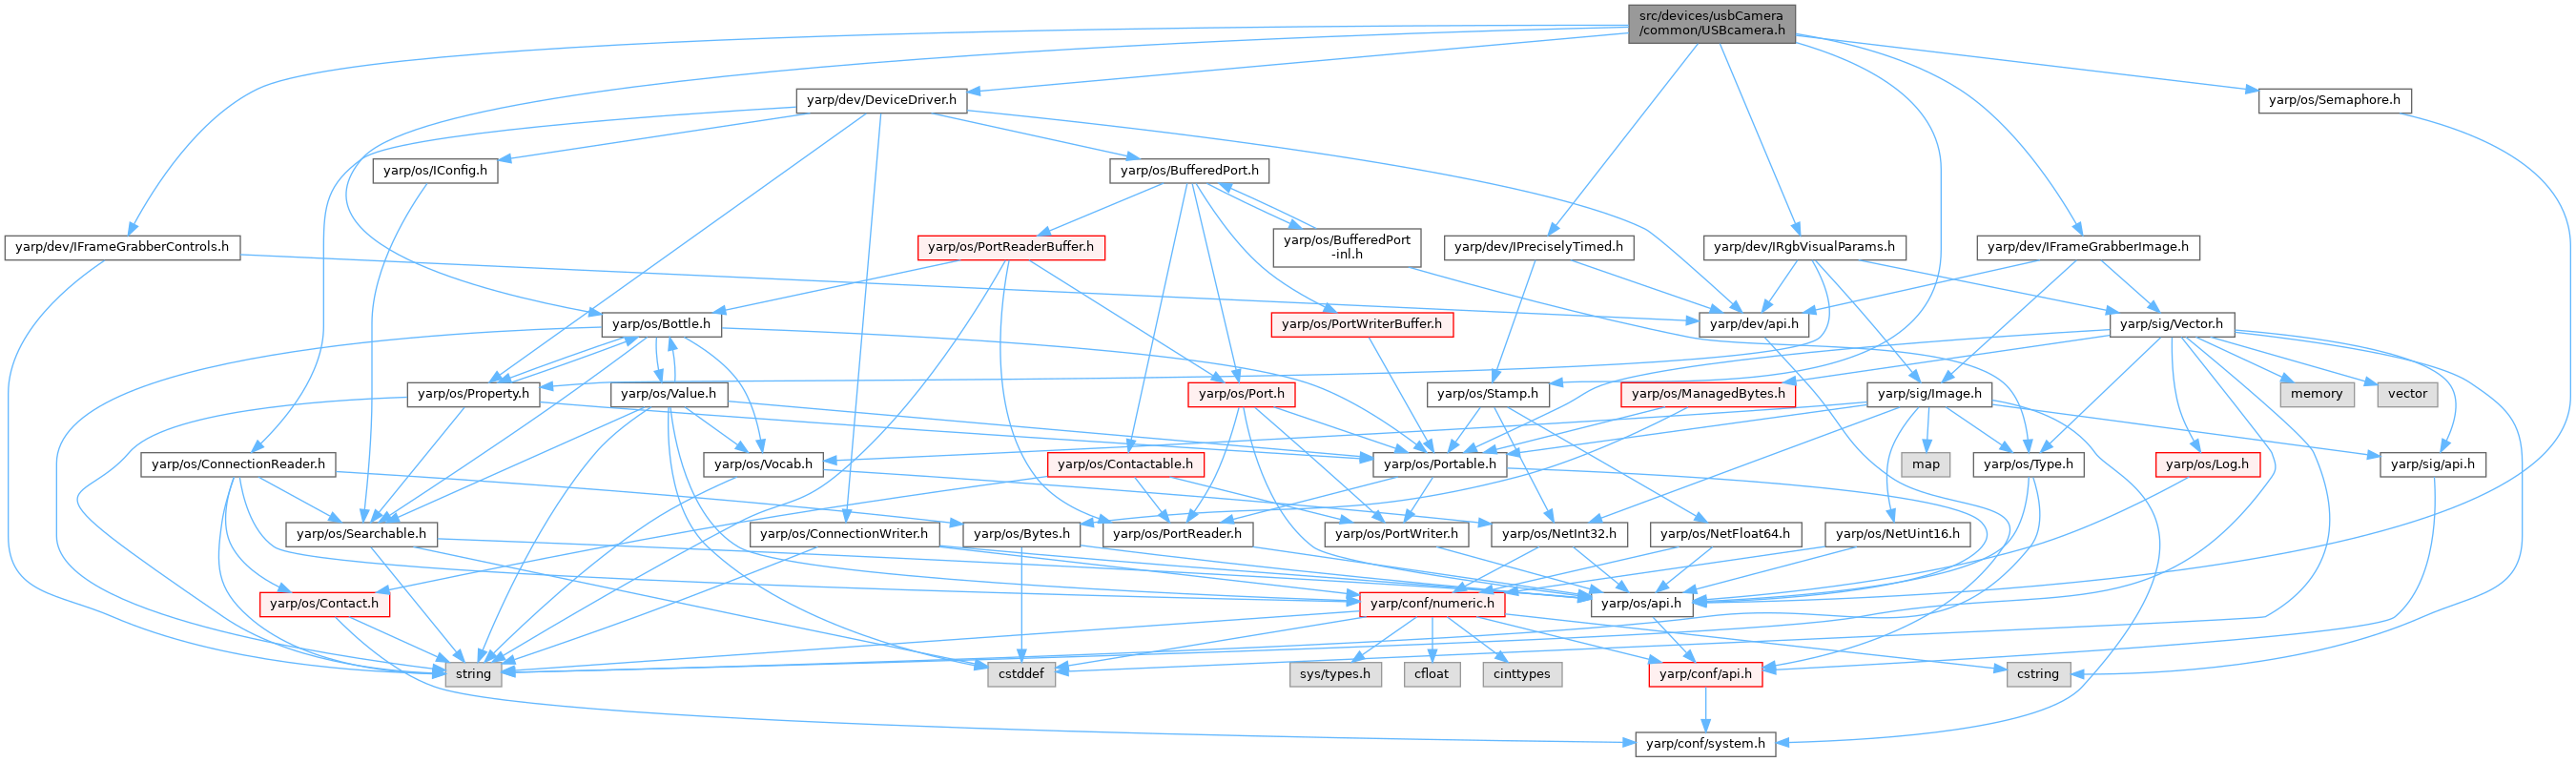 src/devices/usbCamera
/common/USBcamera.h
yarp/dev/DeviceDriver.h
yarp/os/Semaphore.h
yarp/os/IConfig.h
yarp/os/BufferedPort.h
yarp/dev/IFrameGrabberControls.h
yarp/os/PortReaderBuffer.h
yarp/os/BufferedPort
-inl.h
yarp/dev/IPreciselyTimed.h
yarp/dev/IRgbVisualParams.h
yarp/dev/IFrameGrabberImage.h
yarp/os/Bottle.h
yarp/os/PortWriterBuffer.h
yarp/dev/api.h
yarp/sig/Vector.h
yarp/os/Property.h
yarp/os/Value.h
yarp/os/Port.h
yarp/os/Stamp.h
yarp/os/ManagedBytes.h
yarp/sig/Image.h
memory
vector
yarp/os/ConnectionReader.h
yarp/os/Vocab.h
yarp/os/Contactable.h
yarp/os/Portable.h
map
yarp/os/Type.h
yarp/os/Log.h
yarp/sig/api.h
yarp/os/Searchable.h
yarp/os/ConnectionWriter.h
yarp/os/Bytes.h
yarp/os/PortReader.h
yarp/os/PortWriter.h
yarp/os/NetInt32.h
yarp/os/NetFloat64.h
yarp/os/NetUint16.h
yarp/os/Contact.h
yarp/conf/numeric.h
yarp/os/api.h
string
cstddef
sys/types.h
cfloat
cinttypes
yarp/conf/api.h
cstring
yarp/conf/system.h